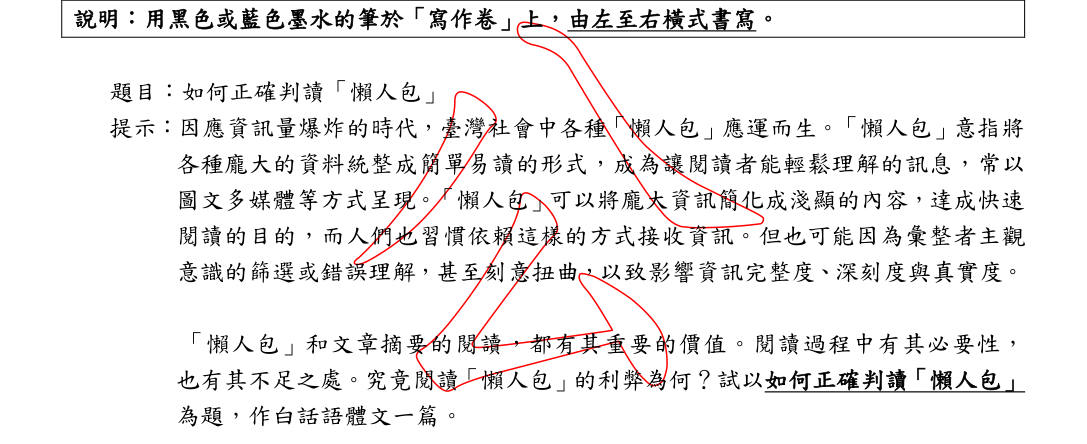 說明：用黑色或藍色墨水的筆於「寫作卷」上，由左至右橫式書寫。
題目：如何正確判讀「懶人包」
提示：因應資訊量爆炸的時代，臺灣社會中各種「懶人包」應運而生。「懶人包」意指將
各種龐大的資料統整成簡單易讀的形式，成為讓閱讀者能輕鬆理解的訊息，常以
圖文多媒體等方式呈現。「懶人包」可以將龐大資訊簡化成淺顯的內容，達成快速
閱讀的目的，而人們也習慣依賴這樣的方式接收資訊。但也可能因為彙整者主觀
意識的篩選或錯誤理解，甚至刻意扭曲，以致影響資訊完整度、深刻度與真實度。
「懶人包」和文章摘要的閱讀，都有其重要的價值。閱讀過程中有其必要性，
也有其不足之處。究竟閱讀「懶人包」的利弊為何？試以如何正確判讀「懶人包」
為題，作白話語體文一篇。
公